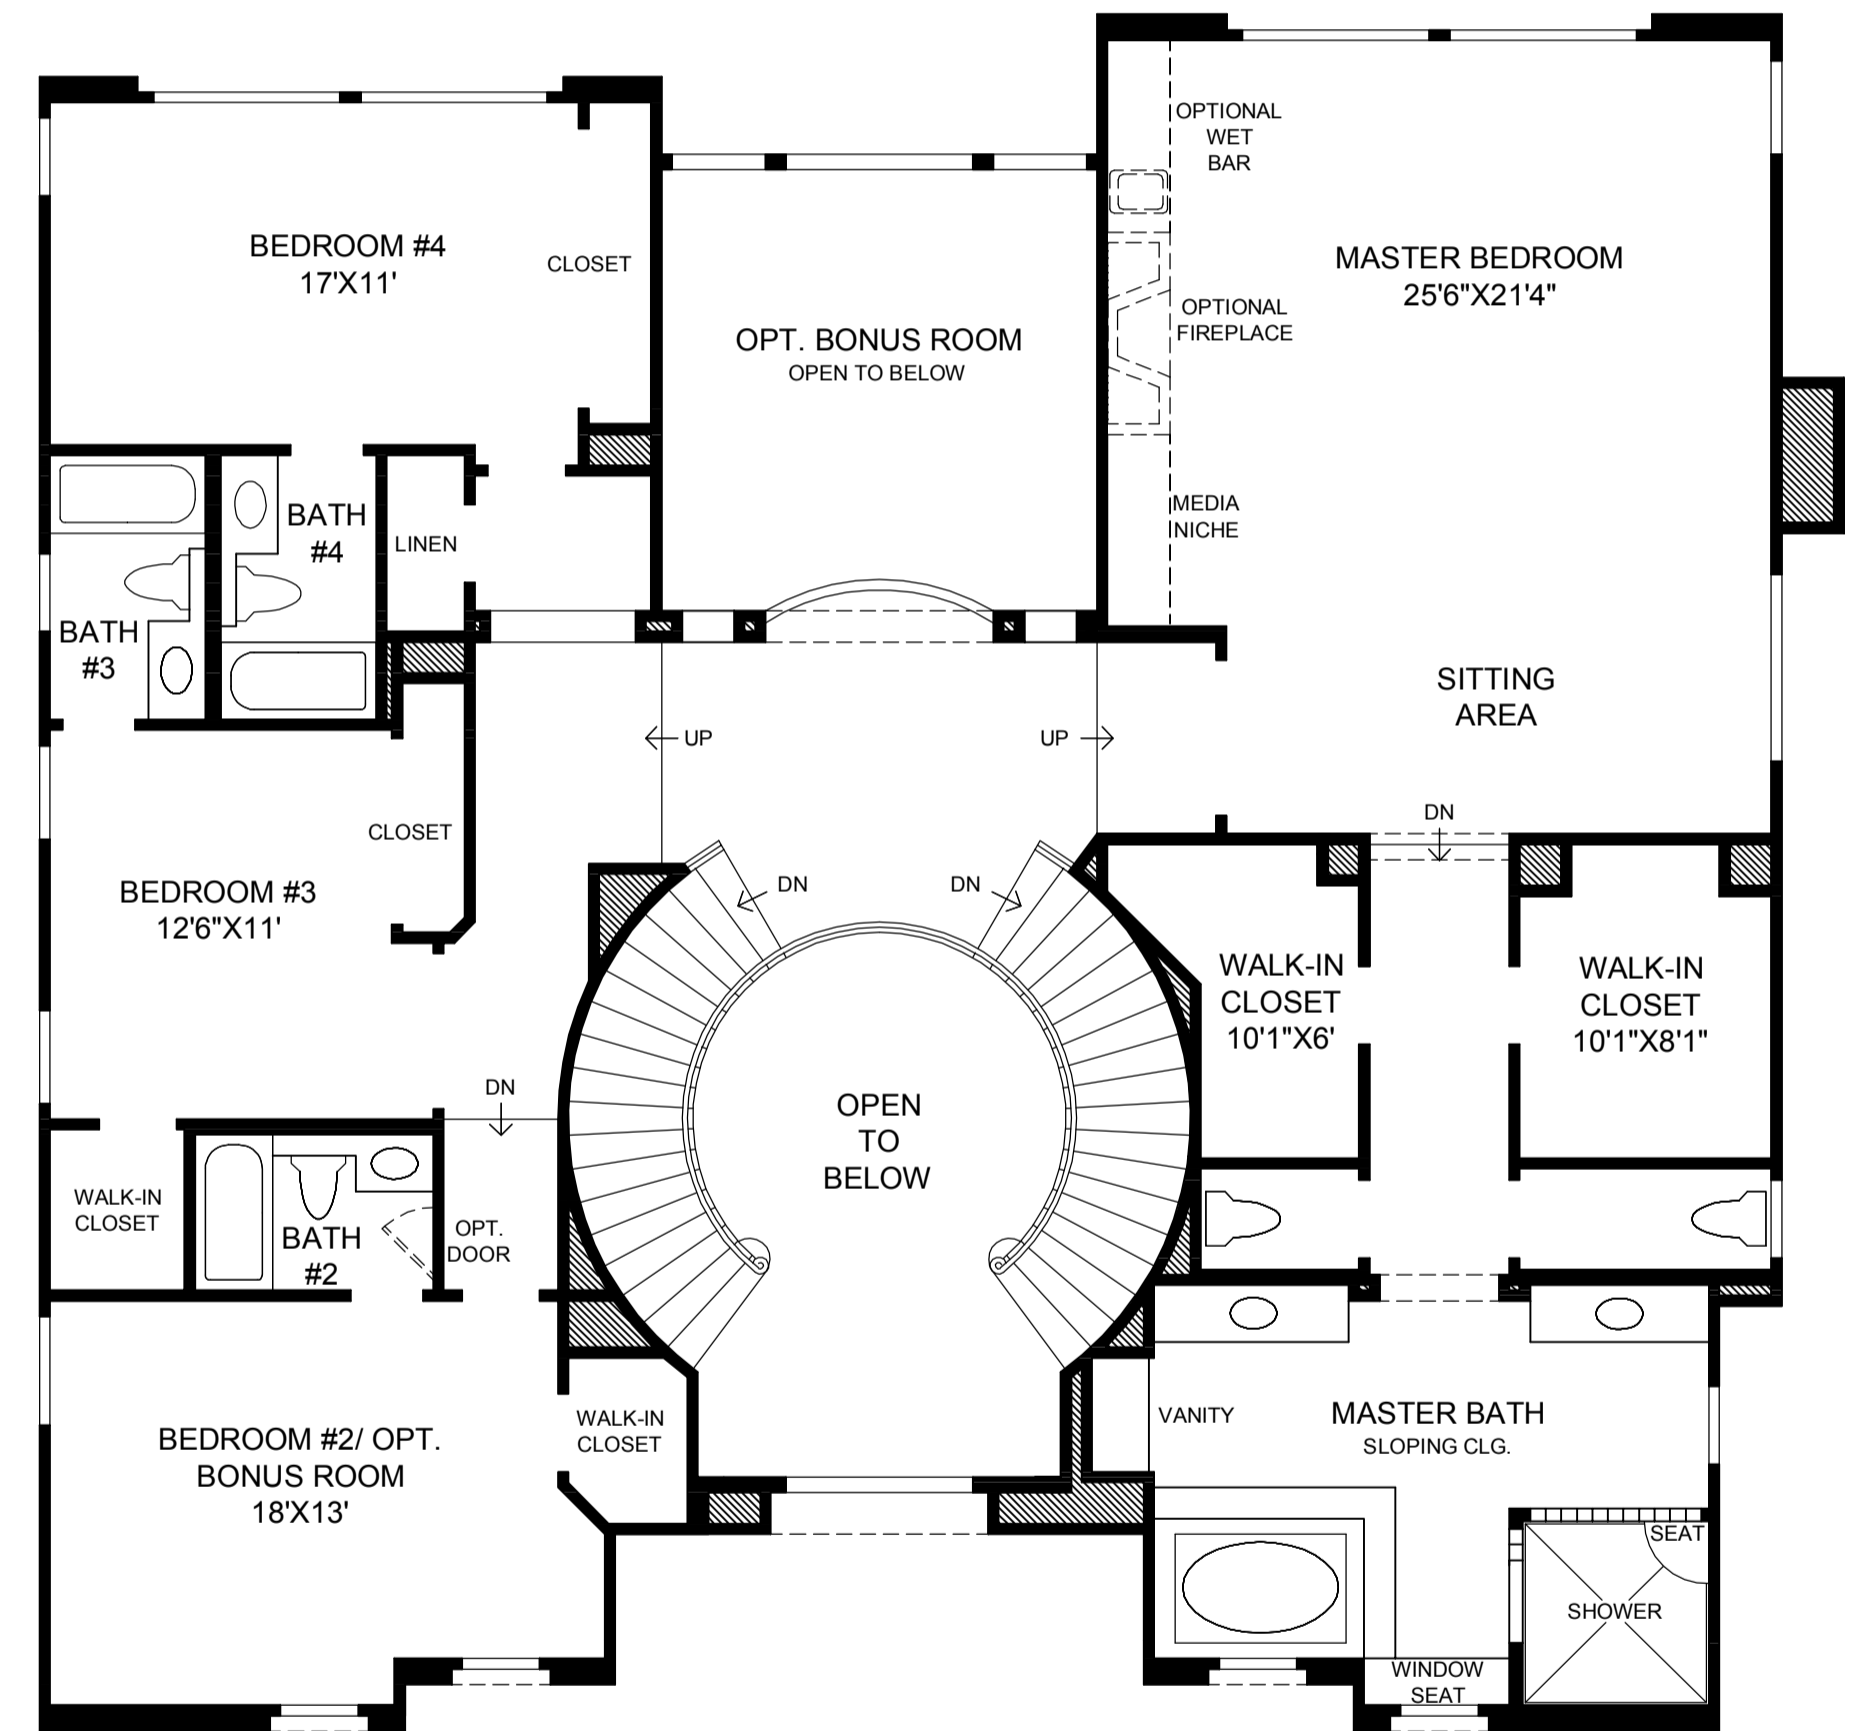 OPTIONAL
WET
BAR
BEDROOM #4
17'X11'
CLOSET
MASTER BEDROOM
25'6"X21'4"
OPTIONAL
FIREPLACE
OPT. BONUS ROOM
OPEN TO BELOW
MEDIA
NICHE
BATH
#4
LINEN
BATH
#3
SITTING
AREA
UP
UP
CLOSET
DN
BEDROOM #3
12'6"X11'
DN
DN
WALK-IN
CLOSET
10'1"X6'
WALK-IN
CLOSET
10'1"X8'1"
DN
OPEN
TO
BELOW
WALK-IN
CLOSET
BATH
#2
OPT.
DOOR
BEDROOM #2/ OPT.
BONUS ROOM
18'X13'
WALK-IN
CLOSET
VANITY
MASTER BATH
SLOPING CLG.
SEAT
SHOWER
WINDOW
SEAT